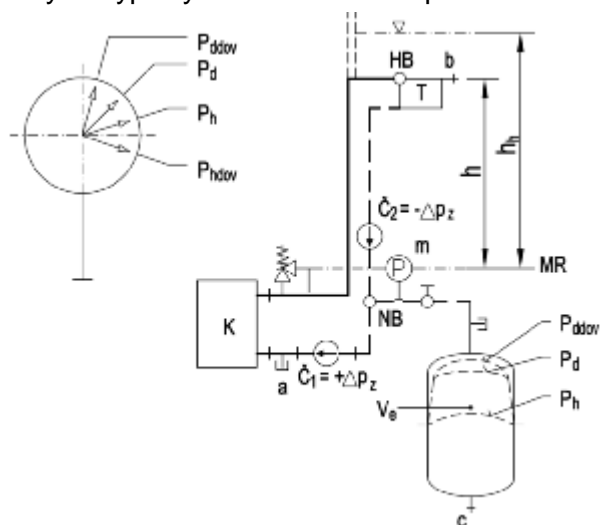 Pddov
Pd
Ph
Phdov
HB
b
T
h
hh
Č2 = -△pz
m
P
MR
K
NB
a
Č1 = +△pz
Pddov
Pd
Ve
Ph
c